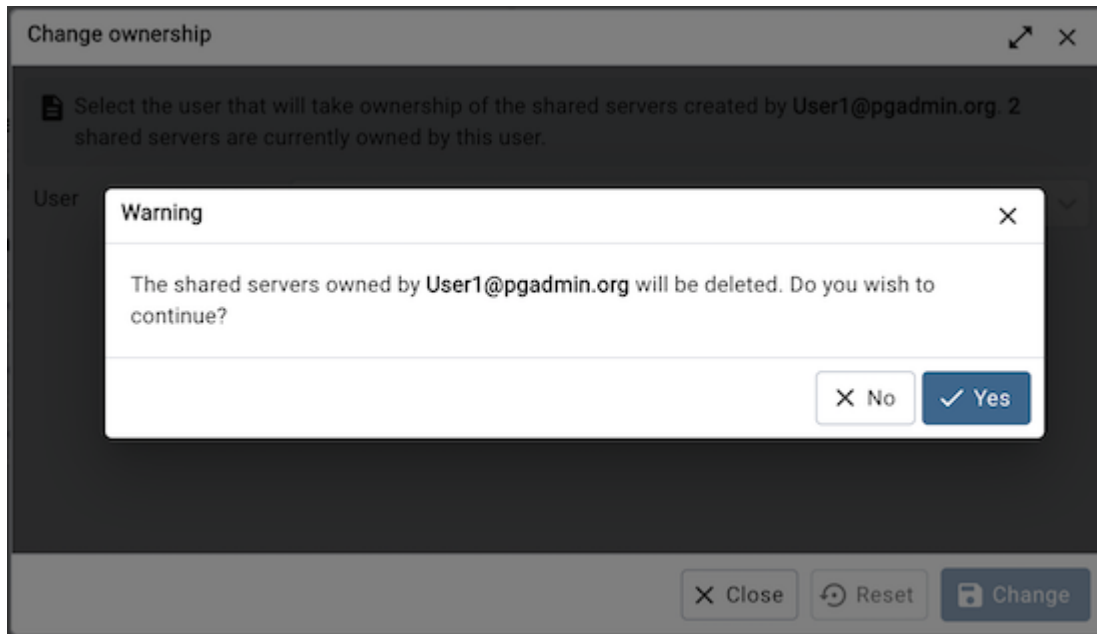 Change ownership
Select the user that will take ownership of the shared servers created by User1@pgadmin.org. 2
shared servers are currently owned by this user.
User
Warning
The shared servers owned by User1@pgadmin.org will be deleted. Do you wish to
continue?
No
Yes
Close
Reset
Change